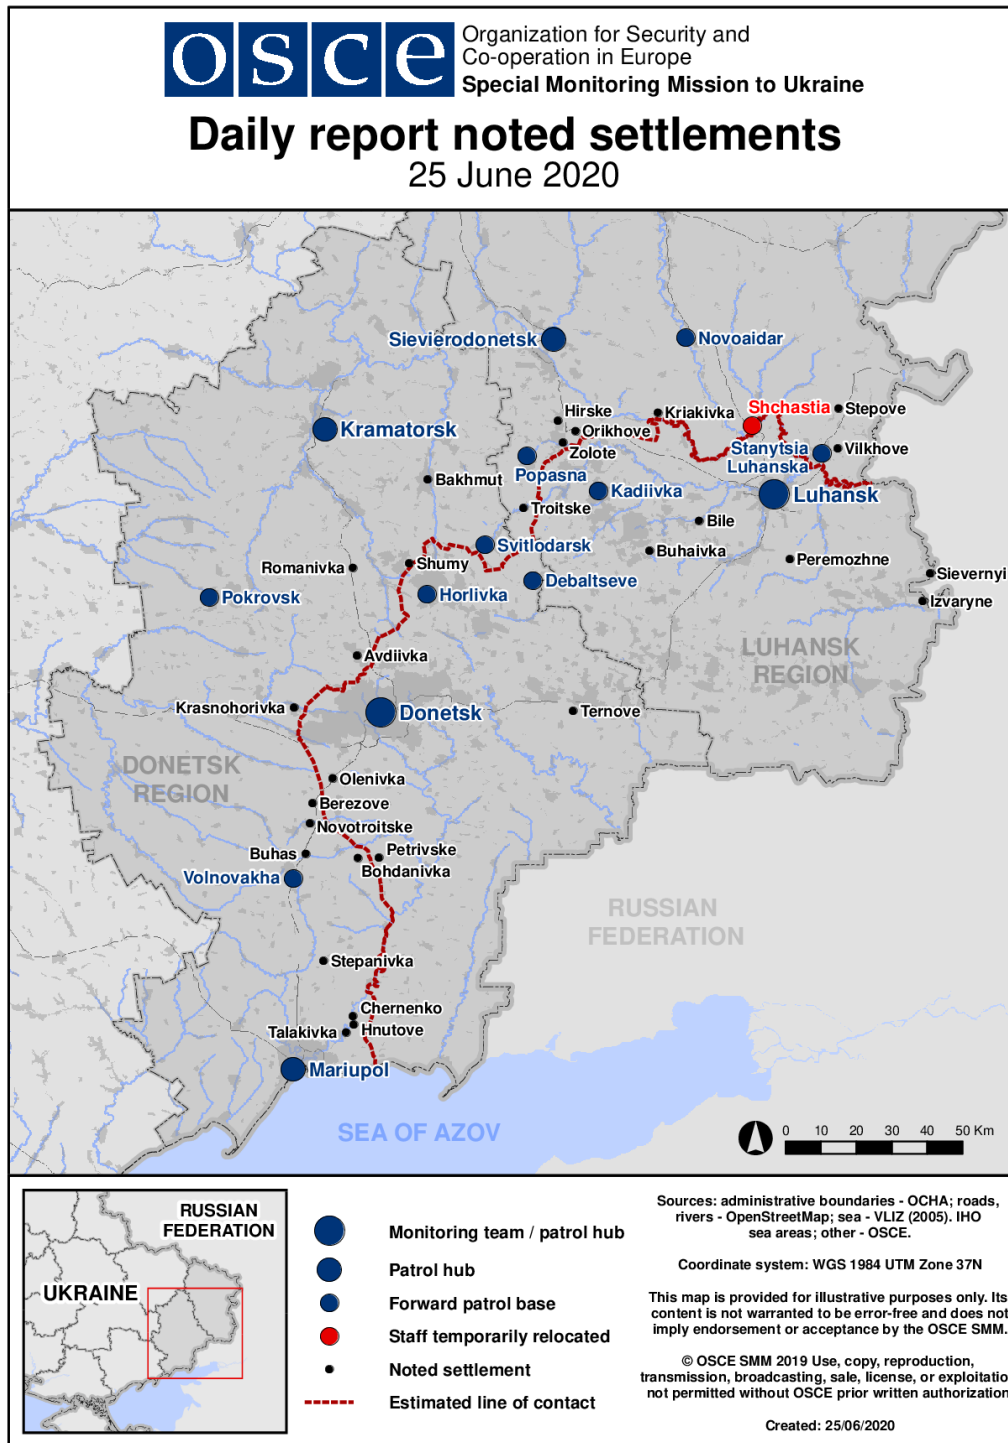 osce
Organization for Security and
Co-operation in Europe
Special Monitoring Mission to Ukraine
Daily report noted settlements
25 June 2020
Sievierodonetsk
Novoaidar
Kramatorsk
Hirske
Orikhove
Zolote
Kriakivka
Shchastia
Stepove
Stanytsia
Luhanska
Vilkhove
Popasna
Bakhmut
Kadiivka
Luhansk
Troitske
Bile
Svitlodarsk
Buhaivka
Peremozhne
Romanivka
Shumy
Sievernyi
Pokrovsk
Horlivka
Debaltseve
Izvaryne
Avdiivka
LUHANSK
REGION
Krasnohorivka
Donetsk
Ternove
DONETSK
REGION
Olenivka
Berezove
Novotroitske
Buhas
Petrivske
Bohdanivka
Volnovakha
RUSSIAN
FEDERATION
Stepanivka
Chernenko
Talakivka
Hnutove
Mariupol
SEA OF AZOV
0 10 20 30 40 50 Km
RUSSIAN
FEDERATION
UKRAINE
Monitoring team / patrol hub
Patrol hub
Forward patrol base
Staff temporarily relocated
Noted settlement
Estimated line of contact
Sources: administrative boundaries - OCHA; roads,
rivers - OpenStreetMap; sea - VLIZ (2005). IHO
sea areas; other - OSCE.
Coordinate system: WGS 1984 UTM Zone 37N
This map is provided for illustrative purposes only. Its
content is not warranted to be error-free and does not
imply endorsement or acceptance by the OSCE SMM.
© OSCE SMM 2019 Use, copy, reproduction,
transmission, broadcasting, sale, license, or exploitatio
not permitted without OSCE prior written authorization
Created: 25/06/2020